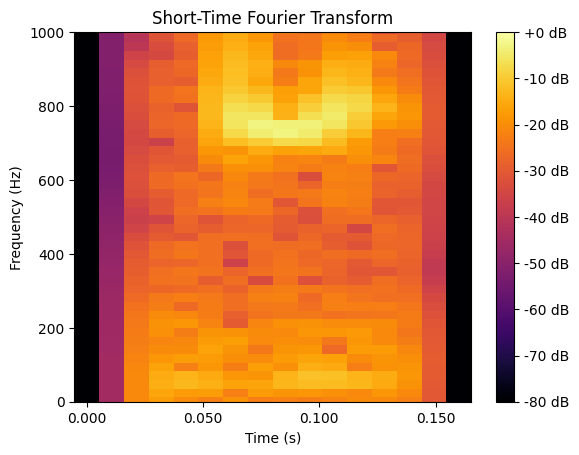 Short-Time Fourier Transform
Frequency (Hz)
1000
800
600
400
200
0
0.000
0.050
0.100
0.150
Time (s)
+0 dB
-10 dB
-20 dB
-30 dB
-40 dB
-50 dB
-60 dB
-70 dB
-80 dB